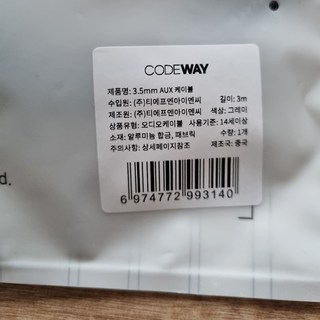 CODEWAY
제품명: 3.5mm AUX 케이블
수입원: (주)티에프엔아이엔씨 길이: 3m
제조원: (주)티에프엔아이엔씨 색상: 그레이
상품유형: 오디오케이블 사용기준: 14세이상
소재: 알루미늄 합금, 패브릭 수량: 1개
주의사항: 상세페이지참조 제조국: 중국
6 974772 993140
d.